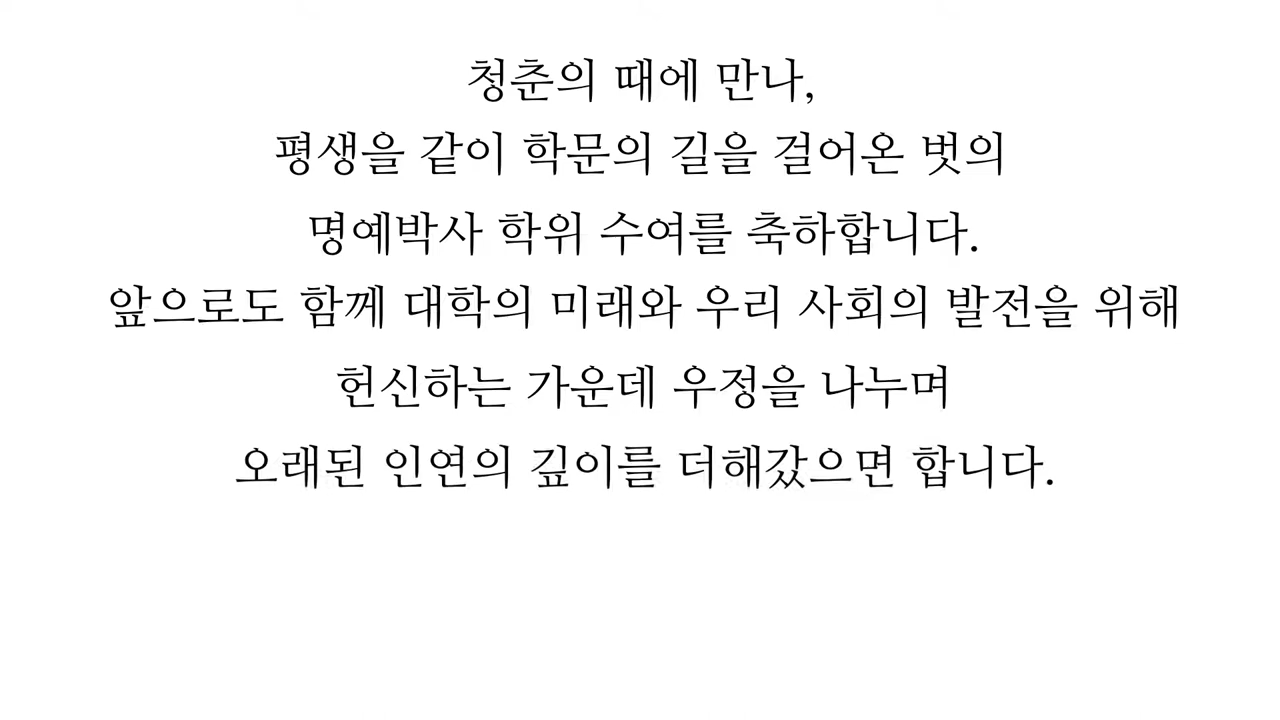 청춘의 때에 만나,
평생을 같이 학문의 길을 걸어온 벗의
명예박사 학위 수여를 축하합니다.
앞으로도 함께 대학의 미래와 우리 사회의 발전을 위해
헌신하는 가운데 우정을 나누며
오래된 인연의 깊이를 더해갔으면 합니다.